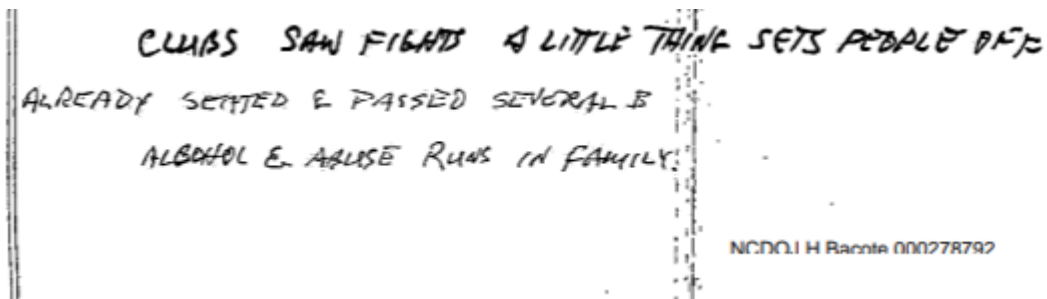 CLUBS SAW FIGHTS A LITTLE THING SETS PEOPLE OFF
ALREADY SEATED & PASSED SEVERAL B
ALCOHOL & ABUSE RUNS IN FAMILY.
NCDOJ.H.Bacote 000278792